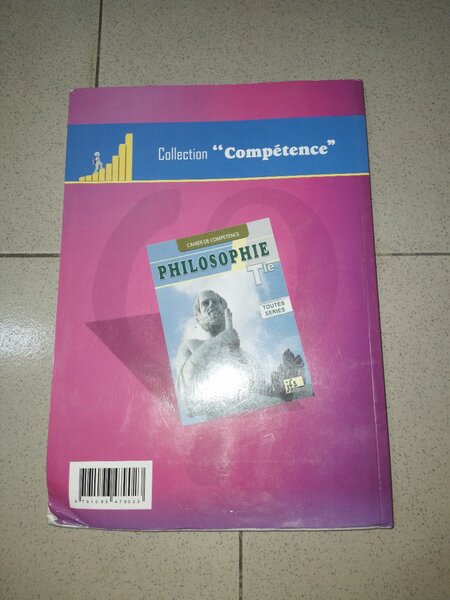 Collection "Compétence"
CAHIER DE COMPETENCE
PHILOSOPHIE
Tle
TOUTES
SERIES